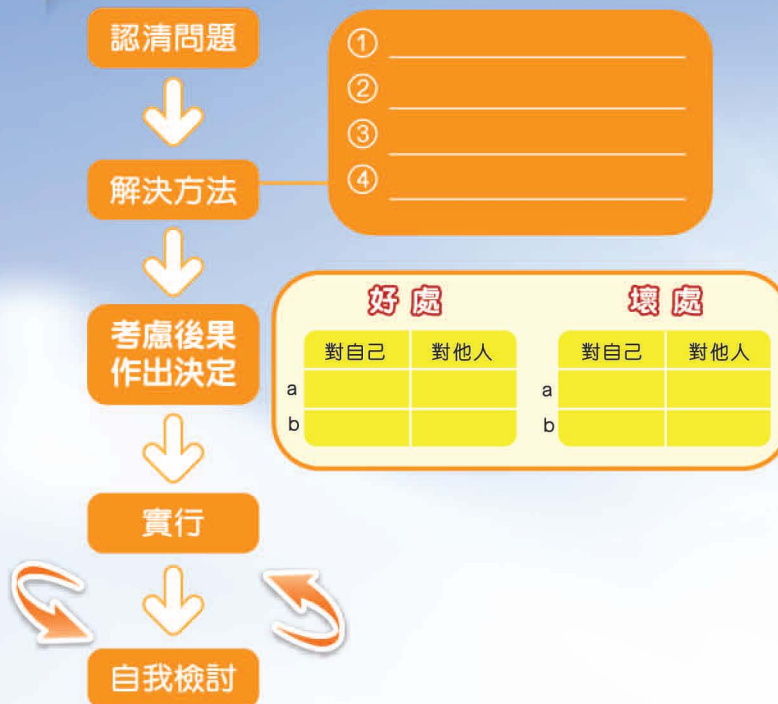 認清問題
①
②
③
④
解決方法
考慮後果
作出決定
好處
壞處
對自己 對他人
對自己 對他人
a
a
b
b
實行
自我檢討